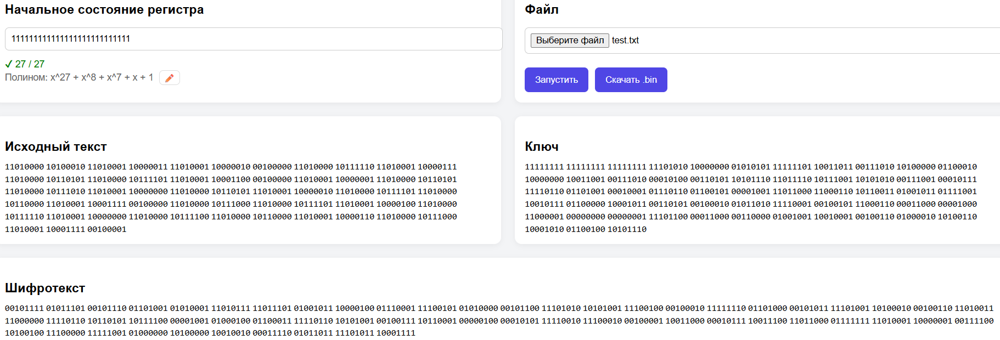 Начальное состояние регистра
111111111111111111111111111
✓ 27 / 27
Полином: x^27 + x^8 + x^7 + x + 1
Файл
Выберите файл test.txt
Запустить Скачать .bin
Исходный текст
11010000 10100010 11010001 10000011 11010001 10000010 00100000 11010000 10111110 11010001 10000111
11010000 10110101 11010000 10111101 11010001 10001100 00100000 11010001 10000001 11010000 10110101
11010000 10111010 11010001 10000000 11010000 10110101 11010001 10000010 11010000 10111101 11010000
10110000 11010001 10001111 00100000 11010000 10111000 11010000 10111101 11010001 10000100 11010000
10111110 11010001 10000000 11010000 10111100 11010000 10110000 11010001 10000110 11010000 10111000
11010001 10001111 00100001
Ключ
11111111 11111111 11111111 11101010 10000000 01010101 11111101 10011011 00111010 10100000 01100010
10000000 10011001 00111010 00010100 00110101 10101110 11011110 10111001 10101010 00111001 00010111
11110110 01101001 00010001 01110110 01100101 00001001 11011000 11000110 10110011 01001011 01111001
10010111 01100000 10001011 00110101 00100010 01011010 11110001 00100101 11000110 00011000 00001000
11000001 00000000 00000001 11101100 00011000 00110000 01001001 10010001 00100110 01000010 10100110
10001010 01100100 10101110
Шифротекст
00101111 01011101 00101110 01101001 01010001 11010111 11011101 01001011 10000100 01110001 11100101 01010000 00101100 11101010 10101001 11100100 00100010 11111110 01101000 00101011 11101001 10100010 00100110 11010011
11000000 11110110 10110101 10111100 00001001 01000100 01100011 11110110 10101001 00100111 10110001 00000100 00010101 11110010 11100010 00100001 10011000 00010111 10011100 11011000 01111111 11010001 10000001 00111100
10100100 11100000 11111001 01000000 10100000 10010010 00011110 01011011 11101011 10001111